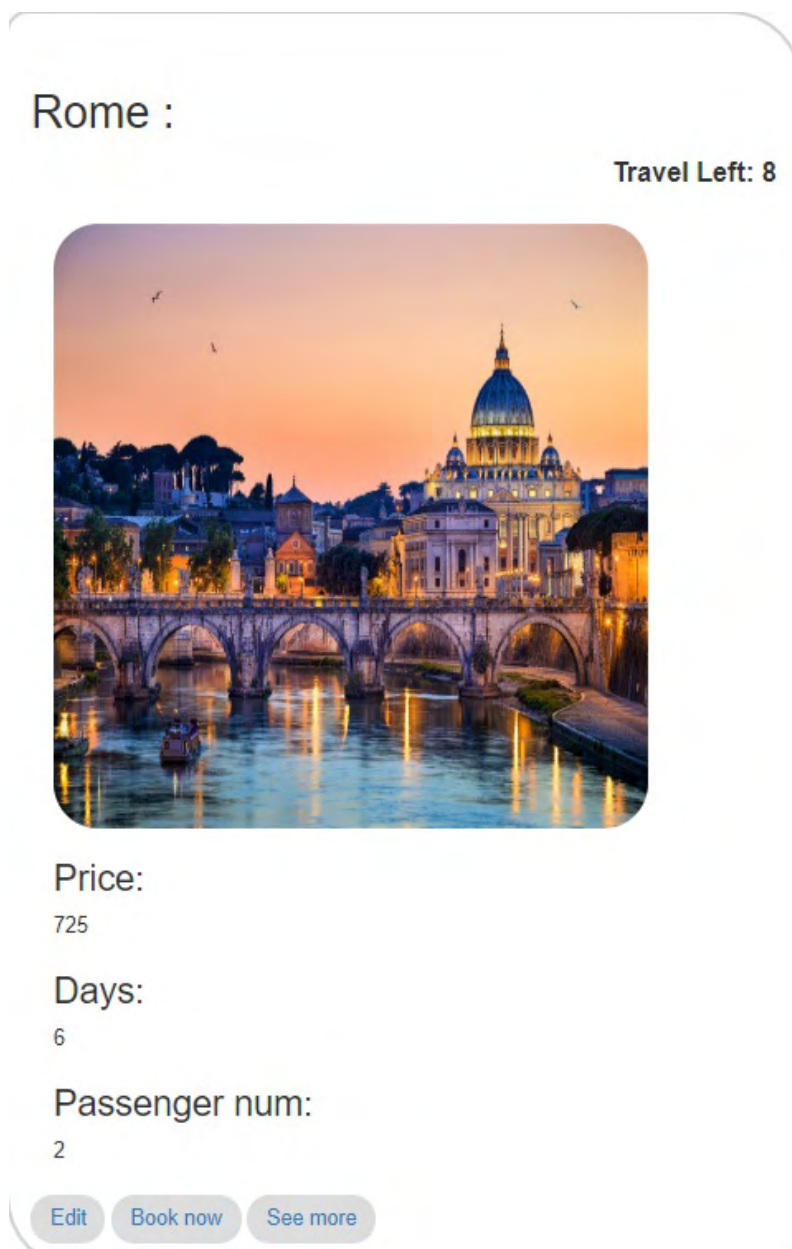 Rome :
Travel Left: 8
Price:
725
Days:
6
Passenger num:
2
Edit Book now See more